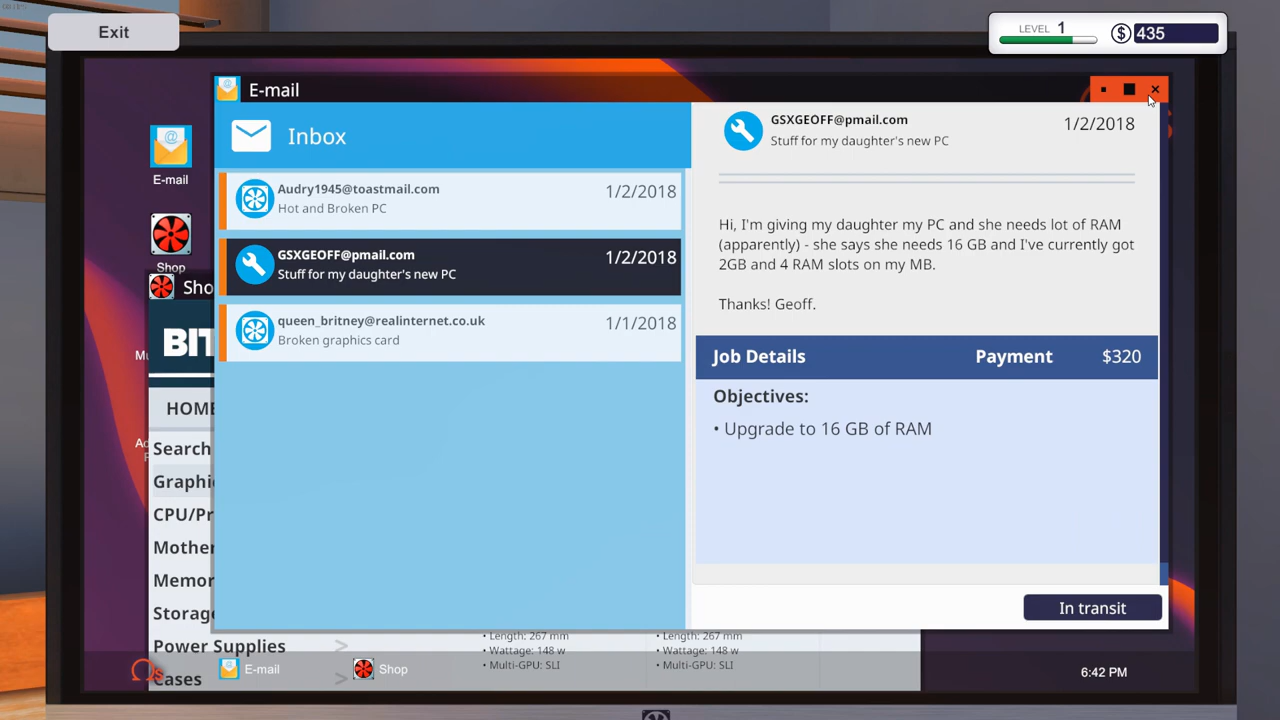 Exit
LEVEL 1
$ 435
E-mail
Inbox
Audry1945@toastmail.com
1/2/2018
Hot and Broken PC
GSXGEOFF@pmail.com
1/2/2018
Stuff for my daughter's new PC
queen_britney@realinternet.co.uk
1/1/2018
Broken graphics card
GSXGEOFF@pmail.com
1/2/2018
Stuff for my daughter's new PC
Hi, I'm giving my daughter my PC and she needs lot of RAM
(apparently) - she says she needs 16 GB and I've currently got
2GB and 4 RAM slots on my MB.
Thanks! Geoff.
Job Details
Payment
$320
Objectives:
• Upgrade to 16 GB of RAM
In transit
E-mail
Shop
Sho
BIT
HOME
Search
Graphi
CPU/Pr
Mother
Memor
Storage
Power Supplies
Cases
• Length: 267 mm
• Wattage: 148 w
• Multi-GPU: SLI
• Length: 267 mm
• Wattage: 148 w
• Multi-GPU: SLI
E-mail
Shop
6:42 PM